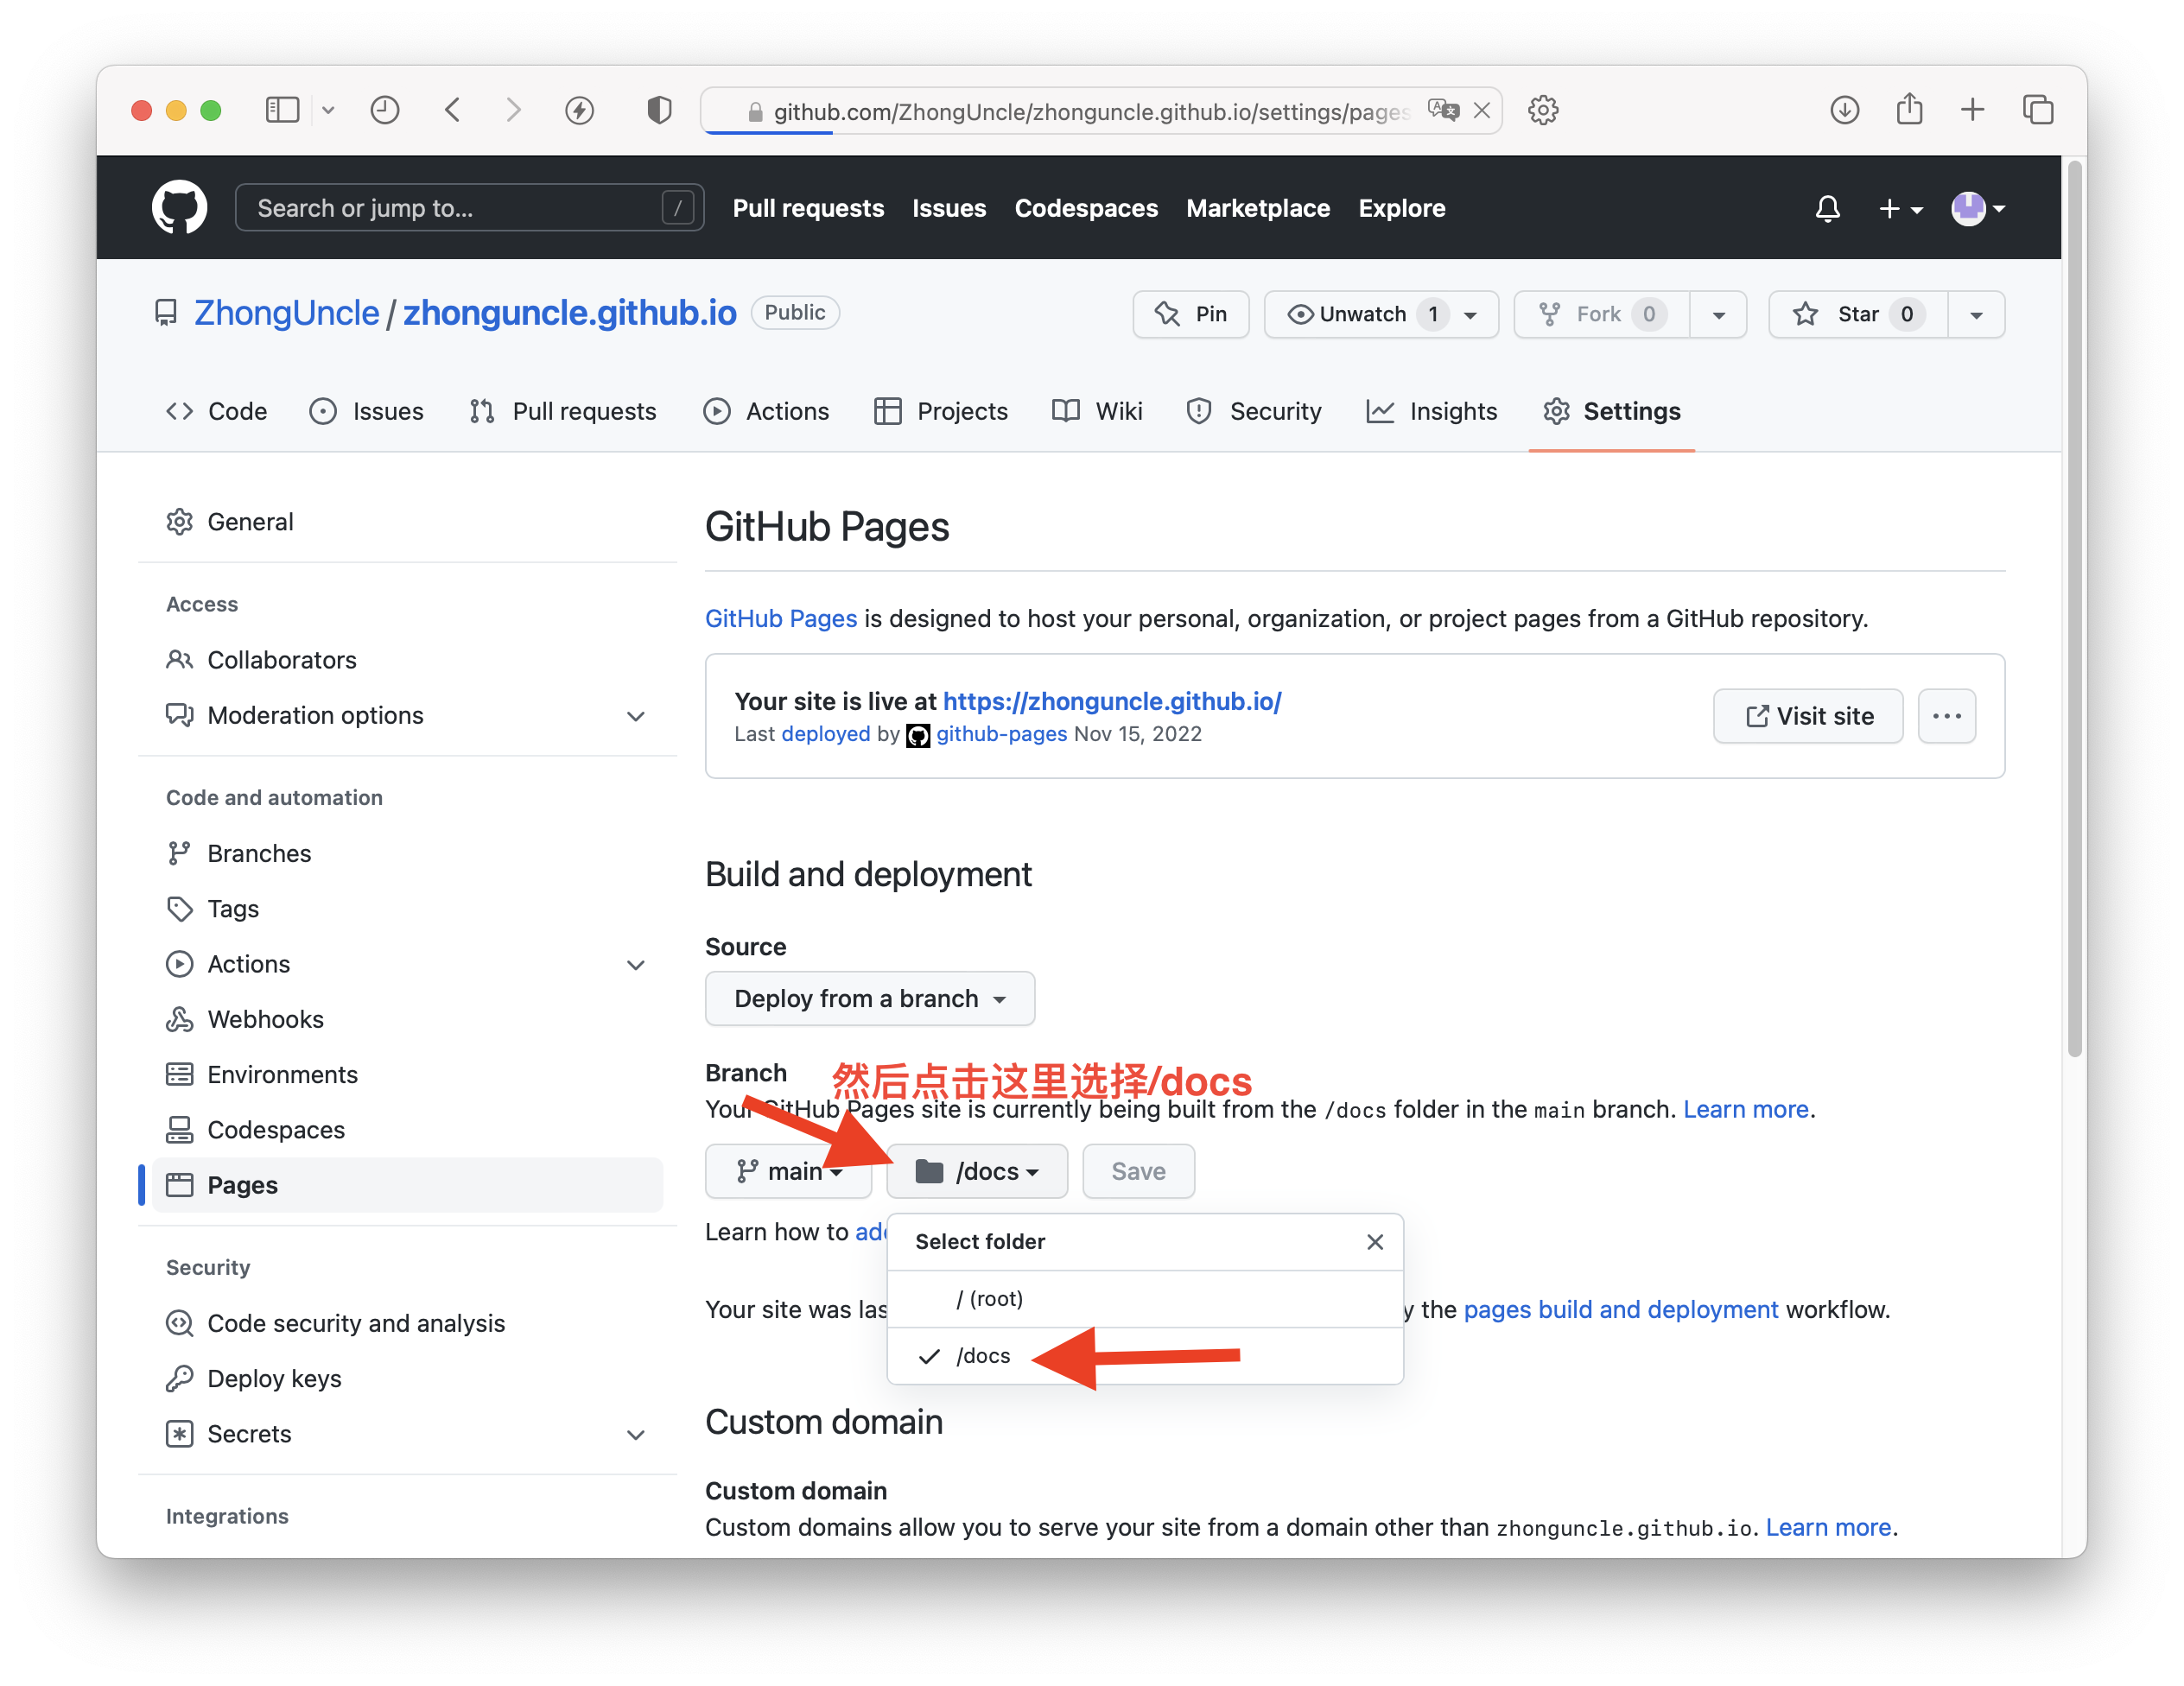 github.com/ZhongUncle/zhonguncle.github.io/settings/pages
Search or jump to...
/
Pull requests
Issues
Codespaces
Marketplace
Explore
ZhongUncle / zhonguncle.github.io
Public
Pin
Unwatch 1
Fork 0
Star 0
Code
Issues
Pull requests
Actions
Projects
Wiki
Security
Insights
Settings
General
Access
Collaborators
Moderation options
Code and automation
Branches
Tags
Actions
Webhooks
Environments
Codespaces
Pages
Security
Code security and analysis
Deploy keys
Secrets
Integrations
GitHub Pages
GitHub Pages is designed to host your personal, organization, or project pages from a GitHub repository.
Your site is live at https://zhonguncle.github.io/
Last deployed by github-pages Nov 15, 2022
Visit site
Build and deployment
Source
Deploy from a branch
Branch
然后点击这里选择/docs
Your GitHub Pages site is currently being built from the /docs folder in the main branch. Learn more.
main
/docs
Save
Learn how to
Select folder
/ (root)
Your site was
the pages build and deployment workflow.
/docs
Custom domain
Custom domain
Custom domains allow you to serve your site from a domain other than zhonguncle.github.io. Learn more.